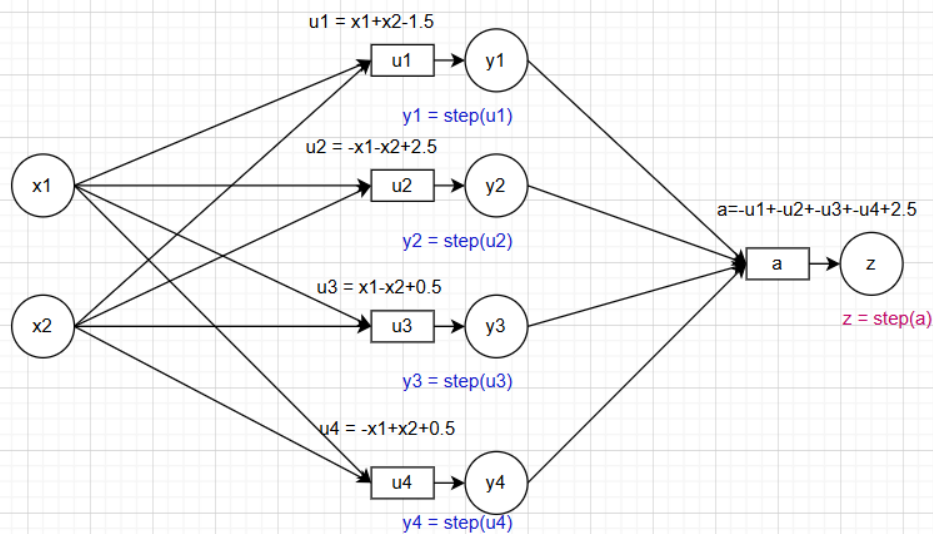 u1 = x1+x2-1.5
u1
y1
y1 = step(u1)
u2 = -x1-x2+2.5
x1
u2
y2
a=-u1+-u2+-u3+-u4+2.5
y2 = step(u2)
a
z
u3 = x1-x2+0.5
x2
u3
y3
z = step(a)
y3 = step(u3)
u4 = -x1+x2+0.5
u4
y4
y4 = step(u4)